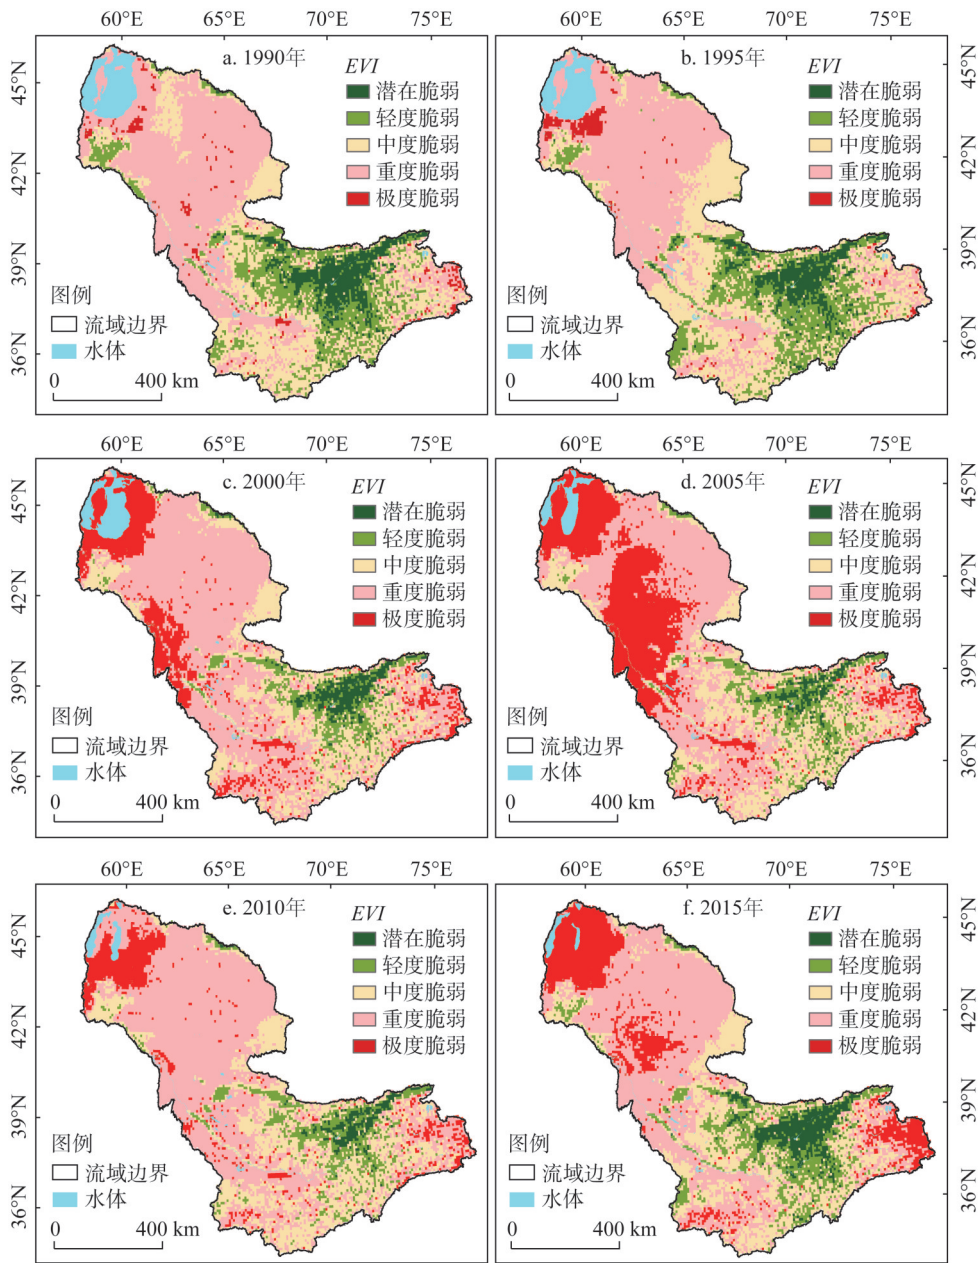 60°E 65°E 70°E 75°E
45°N
42°N
39°N
36°N
a. 1990年
EVI
潜在脆弱
轻度脆弱
中度脆弱
重度脆弱
极度脆弱
图例
流域边界
水体
0 400 km
60°E 65°E 70°E 75°E
45°N
42°N
39°N
36°N
b. 1995年
EVI
潜在脆弱
轻度脆弱
中度脆弱
重度脆弱
极度脆弱
图例
流域边界
水体
0 400 km
60°E 65°E 70°E 75°E
45°N
42°N
39°N
36°N
c. 2000年
EVI
潜在脆弱
轻度脆弱
中度脆弱
重度脆弱
极度脆弱
图例
流域边界
水体
0 400 km
60°E 65°E 70°E 75°E
45°N
42°N
39°N
36°N
d. 2005年
EVI
潜在脆弱
轻度脆弱
中度脆弱
重度脆弱
极度脆弱
图例
流域边界
水体
0 400 km
60°E 65°E 70°E 75°E
45°N
42°N
39°N
36°N
e. 2010年
EVI
潜在脆弱
轻度脆弱
中度脆弱
重度脆弱
极度脆弱
图例
流域边界
水体
0 400 km
60°E 65°E 70°E 75°E
45°N
42°N
39°N
36°N
f. 2015年
EVI
潜在脆弱
轻度脆弱
中度脆弱
重度脆弱
极度脆弱
图例
流域边界
水体
0 400 km